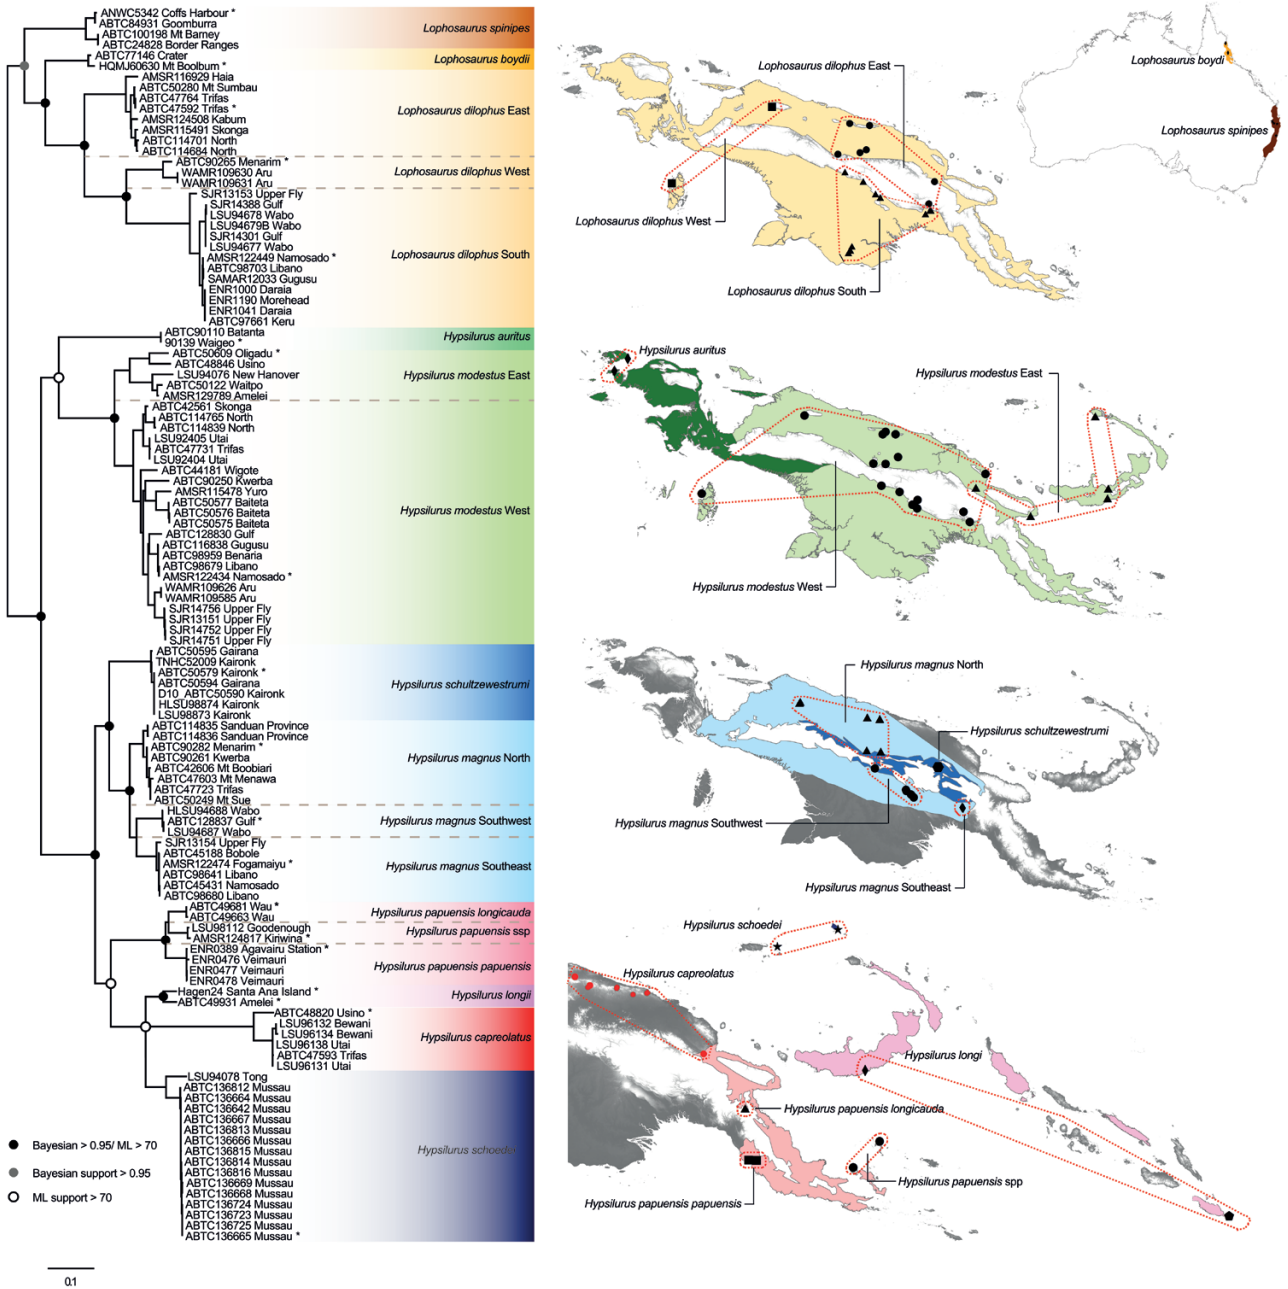 ANWC5342 Coffs Harbour *
ABTC84931 Goomburra
ABTC100198 Mt Barney
ABTC24828 Border Ranges
Lophosaurus spinipes
ABTC77146 Crater
HQMJ60630 Mt Boolbum *
Lophosaurus boydii
AMSR116929 Haia
ABTC50280 Mt Sumbau
ABTC47764 Trifas
ABTC47592 Trifas *
AMSR124508 Kabum
AMSR115491 Skonga
ABTC114701 North
ABTC114684 North
Lophosaurus dilophus East
ABTC90265 Menarim *
WAMR109630 Aru
WAMR109631 Aru
Lophosaurus dilophus West
SJR13153 Upper Fly
SJR14388 Gulf
LSU94678 Wabo
LSU94679B Wabo
SJR14301 Gulf
LSU94677 Wabo
AMSR122449 Namosado *
ABTC98703 Libano
SAMAR12033 Gugusu
ENR1000 Daraia
ENR1190 Morehead
ENR1041 Daraia
ABTC97661 Keru
Lophosaurus dilophus South
ABTC90110 Batanta
90139 Waigeo *
Hypsilurus auritus
ABTC50609 Oligadu *
ABTC48846 Usino
LSU94076 New Hanover
ABTC50122 Waitpo
AMSR129789 Amelei
Hypsilurus modestus East
ABTC42561 Skonga
ABTC114765 North
ABTC114839 North
LSU92405 Utai
ABTC47731 Trifas
LSU92404 Utai
ABTC44181 Wigote
ABTC90250 Kwerba
AMSR115478 Yuro
ABTC50577 Baiteta
ABTC50576 Baiteta
ABTC50575 Baiteta
ABTC128830 Gulf
ABTC116838 Gugusu
ABTC98959 Benaria
ABTC98679 Libano
AMSR122434 Namosado *
WAMR109626 Aru
WAMR109585 Aru
SJR14756 Upper Fly
SJR13151 Upper Fly
SJR14752 Upper Fly
SJR14751 Upper Fly
Hypsilurus modestus West
ABTC50595 Gairana
TNHC52009 Kaironk
ABTC50579 Kaironk *
ABTC50594 Gairana
D10_ABTC50590 Kaironk
HLSU98874 Kaironk
LSU98873 Kaironk
Hypsilurus schultzewestrumi
ABTC114835 Sanduan Province
ABTC114836 Sanduan Province
ABTC90282 Menarim *
ABTC90261 Kwerba
ABTC42606 Mt Boobiari
ABTC47603 Mt Menawa
ABTC47723 Trifas
ABTC50249 Mt Sue
Hypsilurus magnus North
HLSU94688 Wabo
ABTC128837 Gulf *
LSU94687 Wabo
Hypsilurus magnus Southwest
SJR13154 Upper Fly
ABTC45188 Bobole
AMSR122474 Fogamaiyu *
ABTC98641 Libano
ABTC45431 Namosado
ABTC98680 Libano
Hypsilurus magnus Southeast
ABTC49681 Wau *
ABTC49663 Wau
Hypsilurus papuensis longicauda
LSU98112 Goodenough
AMSR124817 Kiriwina *
Hypsilurus papuensis ssp
ENR0389 Agavairu Station *
ENR0476 Veimauri
ENR0477 Veimauri
ENR0478 Veimauri
Hypsilurus papuensis papuensis
Hagen24 Santa Ana Island *
ABTC49931 Amelei *
Hypsilurus longii
ABTC48820 Usino *
LSU96132 Bewani
LSU96134 Bewani
LSU96138 Utai
ABTC47593 Trifas
LSU96131 Utai
Hypsilurus capreolatus
LSU94078 Tong
ABTC136812 Mussau
ABTC136664 Mussau
ABTC136642 Mussau
ABTC136667 Mussau
ABTC136813 Mussau
ABTC136666 Mussau
ABTC136815 Mussau
ABTC136814 Mussau
ABTC136816 Mussau
ABTC136669 Mussau
ABTC136668 Mussau
ABTC136724 Mussau
ABTC136723 Mussau
ABTC136725 Mussau
ABTC136665 Mussau *
Hypsilurus schoedei
Bayesian > 0.95/ ML > 70
Bayesian support > 0.95
ML support > 70
0.1
Lophosaurus dilophus East
Lophosaurus dilophus West
Lophosaurus dilophus South
Lophosaurus boydi
Lophosaurus spinipes
Hypsilurus auritus
Hypsilurus modestus East
Hypsilurus modestus West
Hypsilurus magnus North
Hypsilurus schultzewestrumi
Hypsilurus magnus Southwest
Hypsilurus magnus Southeast
Hypsilurus schoedei
Hypsilurus capreolatus
Hypsilurus longi
Hypsilurus papuensis longicauda
Hypsilurus papuensis spp
Hypsilurus papuensis papuensis